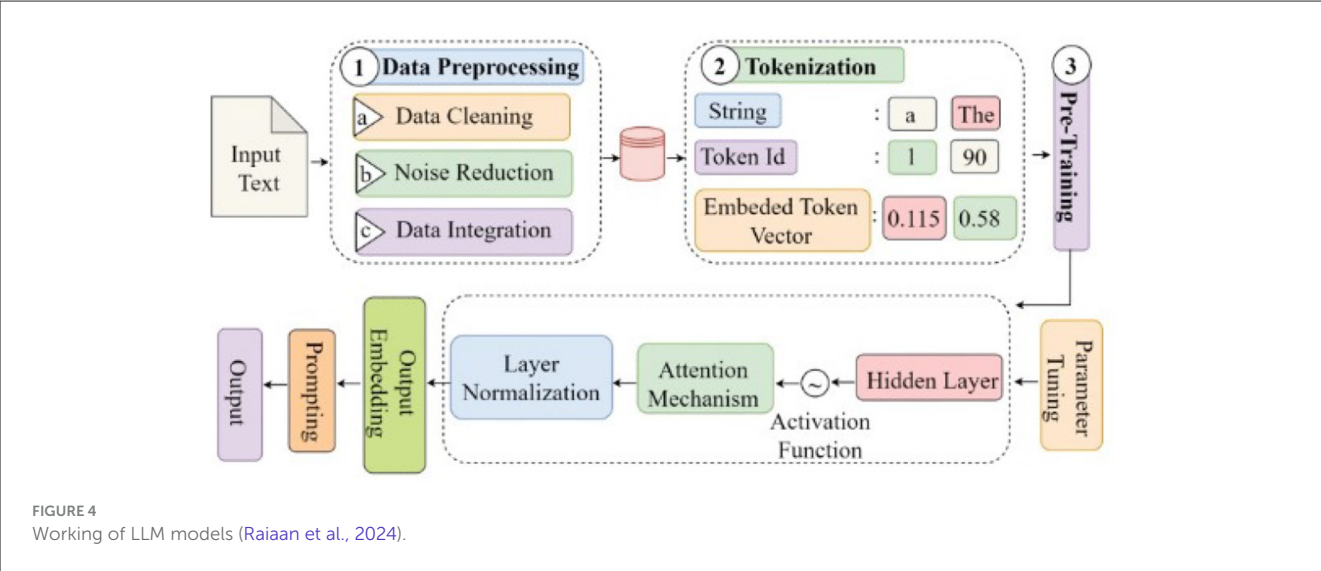 1 Data Preprocessing
a Data Cleaning
b Noise Reduction
c Data Integration
Input
Text
2 Tokenization
String : a The
Token Id : 1 90
Embeded Token
Vector
: 0.115 0.58
3
Pre-Training
Parameter
Tuning
Hidden Layer
~
Activation
Function
Attention
Mechanism
Layer
Normalization
Output
Embedding
Prompting
Output
FIGURE 4
Working of LLM models (Raiaan et al., 2024).